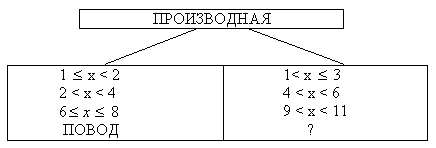 ПРОИЗВОДНАЯ
1 ≤ x < 2
2 < x < 4
6 ≤ x ≤ 8
ПОВОД
1< x ≤ 3
4 < x < 6
9 < x < 11
?